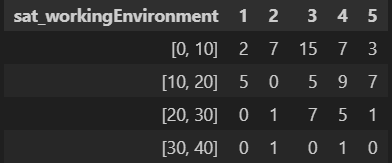 sat_workingEnvironment 1 2 3 4 5
[0, 10] 2 7 15 7 3
[10, 20] 5 0 5 9 7
[20, 30] 0 1 7 5 1
[30, 40] 0 1 0 1 0